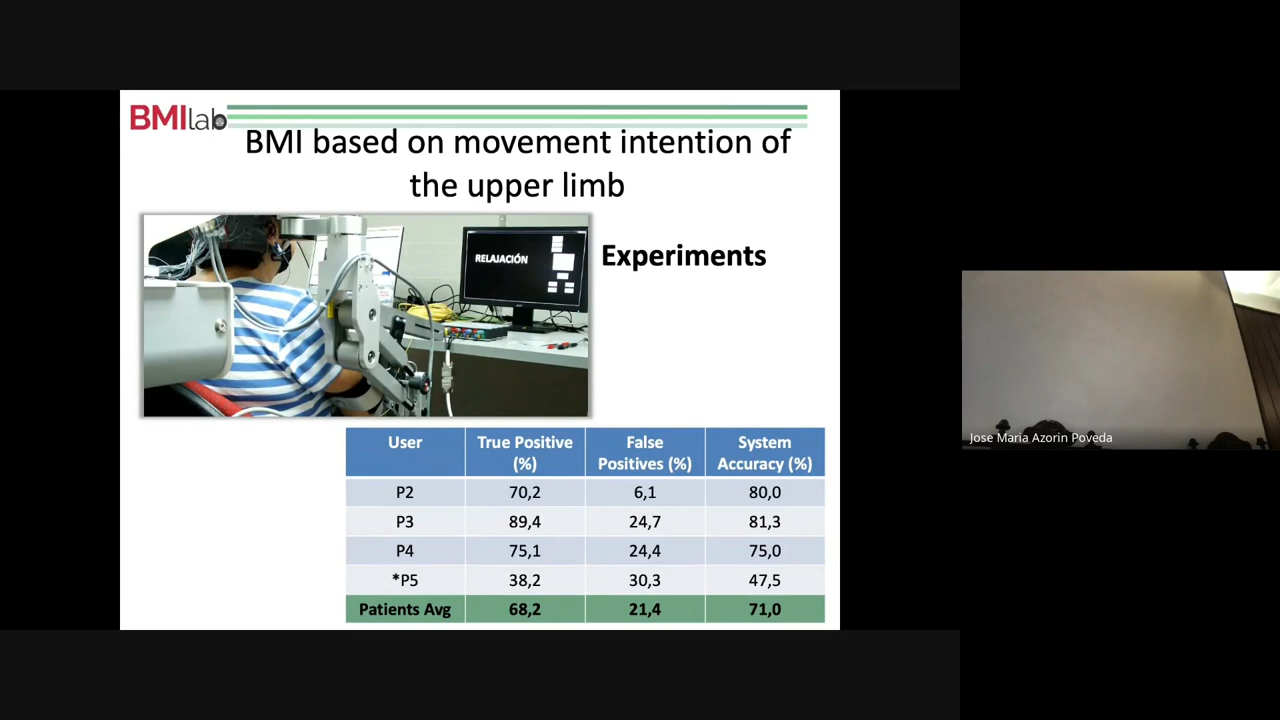 BMIlab
BMI based on movement intention of
the upper limb
RELAJACIÓN
Experiments
User True Positive (%) False Positives (%) System Accuracy (%)
P2 70,2 6,1 80,0
P3 89,4 24,7 81,3
P4 75,1 24,4 75,0
*P5 38,2 30,3 47,5
Patients Avg 68,2 21,4 71,0
Jose Maria Azorin Poveda